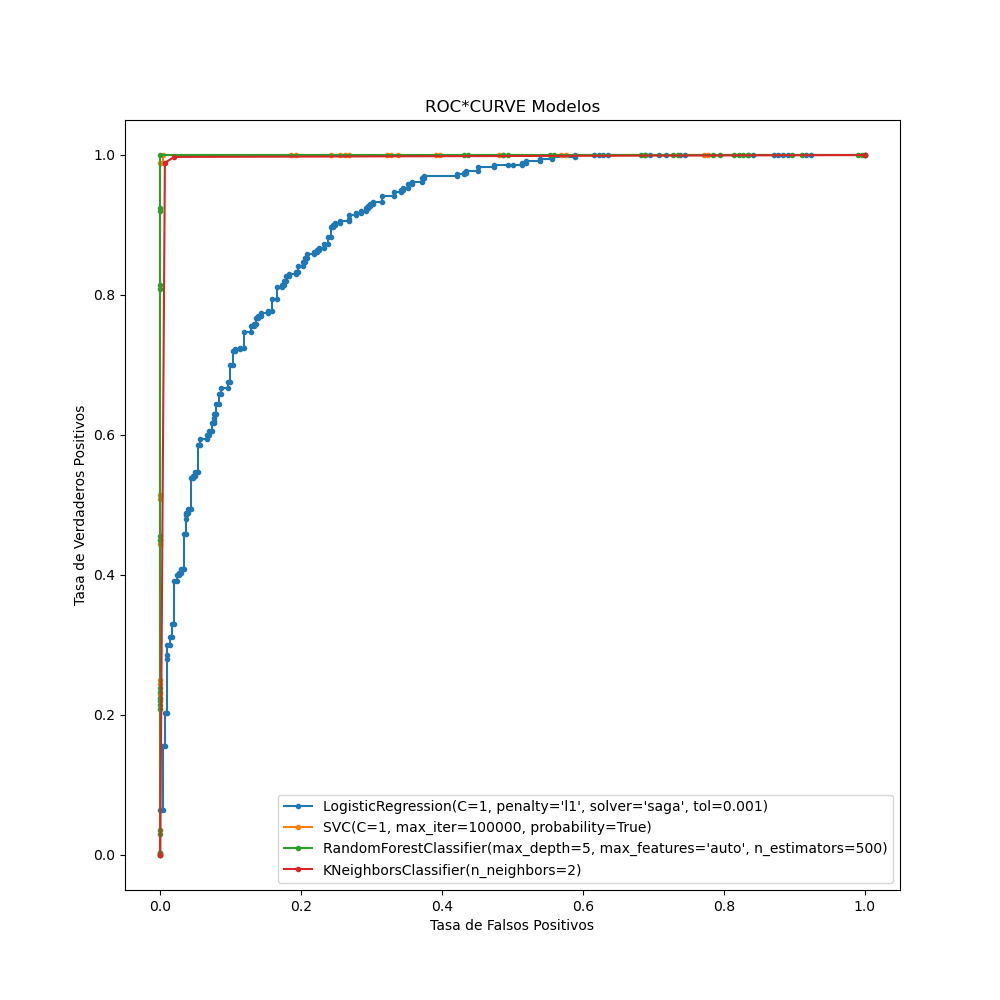 ROC*CURVE Modelos
Tasa de Verdaderos Positivos
1.0
0.8
0.6
0.4
0.2
0.0
LogisticRegression(C=1, penalty='l1', solver='saga', tol=0.001)
SVC(C=1, max_iter=100000, probability=True)
RandomForestClassifier(max_depth=5, max_features='auto', n_estimators=500)
KNeighborsClassifier(n_neighbors=2)
0.0 0.2 0.4 0.6 0.8 1.0
Tasa de Falsos Positivos